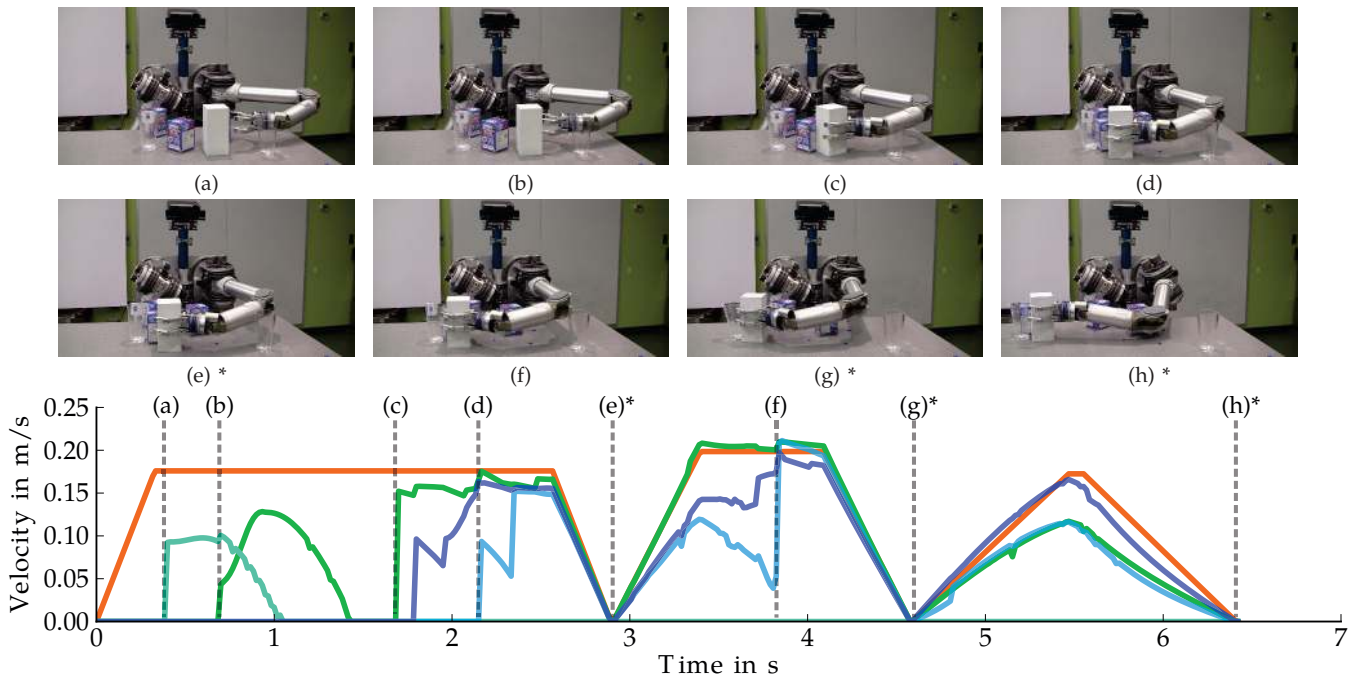 (a) (b) (c) (d)
(e) * (f) (g) * (h) *
0.25 (a) (b) (c) (d) (e)* (f) (g)* (h)*
0.20
0.15
0.10
0.05
0.00
Velocity in m/s
0 1 2 3 4 5 6 7
Time in s